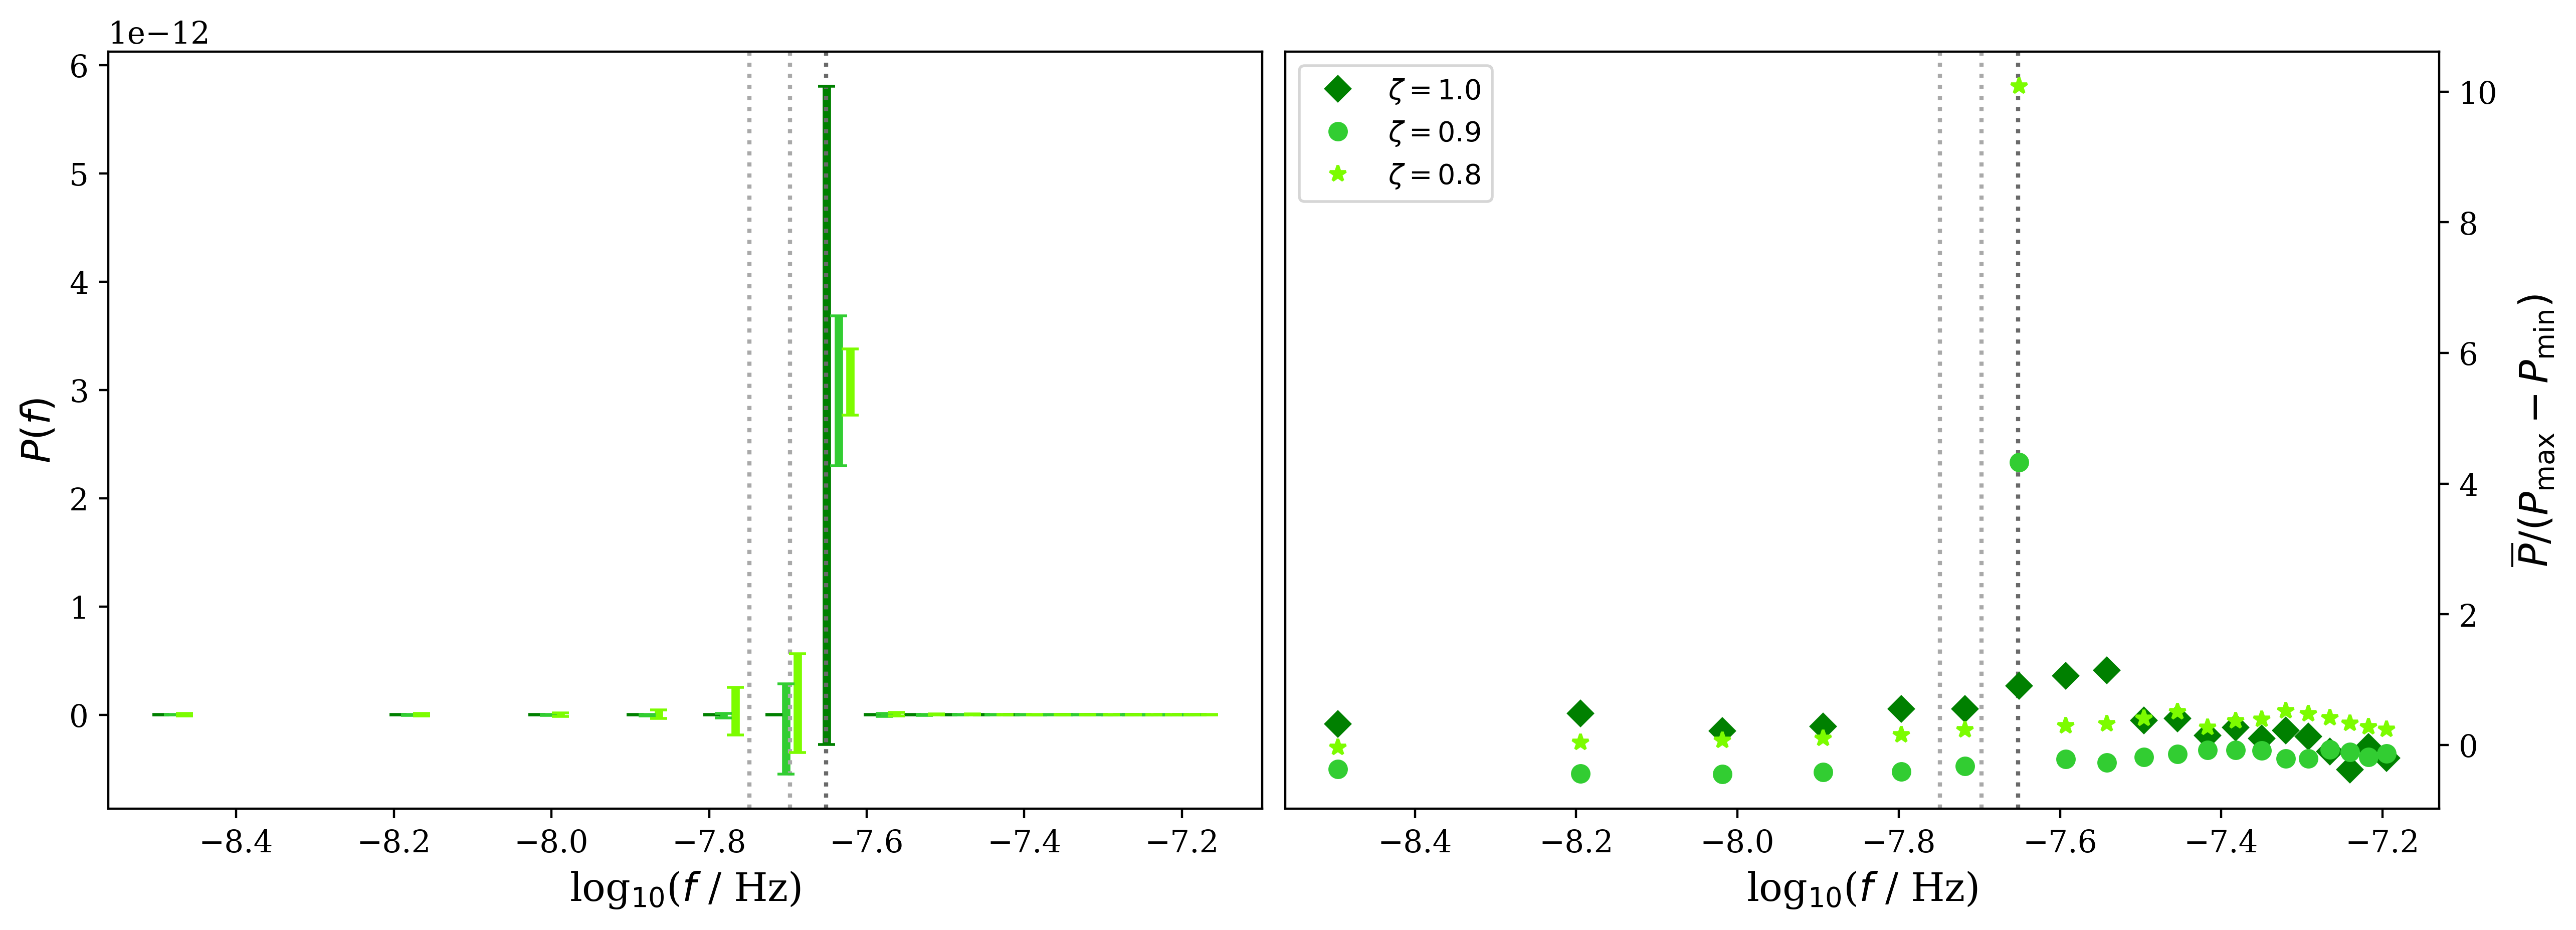 1e−12
6
5
4
3
2
1
0
P(f)
−8.4 −8.2 −8.0 −7.8 −7.6 −7.4 −7.2
log₁₀(f / Hz)
ζ = 1.0
ζ = 0.9
ζ = 0.8
10
8
6
4
2
0
P̅/(Pₘₐₓ − Pₘᵢₙ)
−8.4 −8.2 −8.0 −7.8 −7.6 −7.4 −7.2
log₁₀(f / Hz)